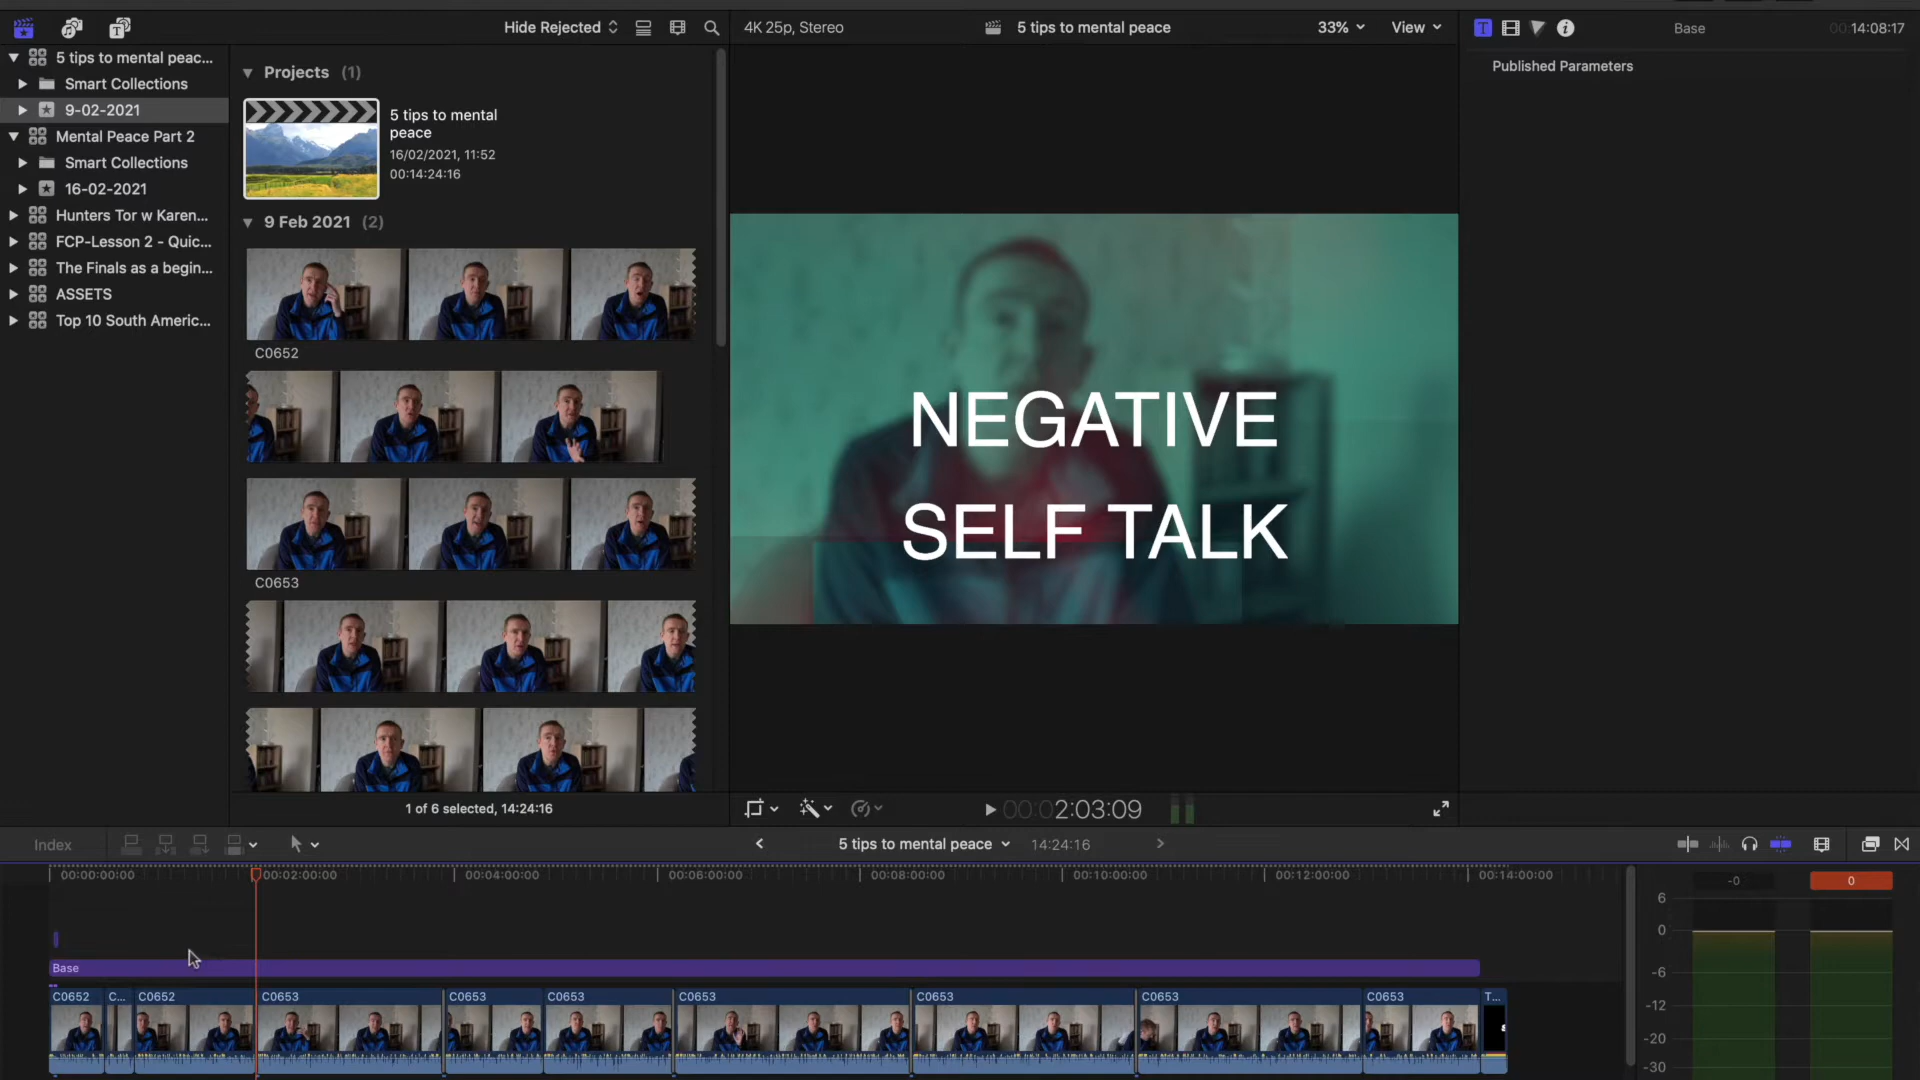 Hide Rejected
4K 25p, Stereo
5 tips to mental peace
33%
View
Base
00:14:08:17
5 tips to mental peac...
Smart Collections
9-02-2021
Mental Peace Part 2
Smart Collections
16-02-2021
Hunters Tor w Karen...
FCP-Lesson 2 - Quic...
The Finals as a begin...
ASSETS
Top 10 South Americ...
Projects (1)
5 tips to mental
peace
16/02/2021, 11:52
00:14:24:16
9 Feb 2021 (2)
C0652
C0653
1 of 6 selected, 14:24:16
NEGATIVE
SELF TALK
Published Parameters
00:02:03:09
Index
5 tips to mental peace
14:24:16
00:00:00:00
00:02:00:00
00:04:00:00
00:06:00:00
00:08:00:00
00:10:00:00
00:12:00:00
00:14:00:00
Base
C0652
C...
C0652
C0653
C0653
C0653
C0653
C0653
C0653
C0653
T...
-0
0
6
0
-6
-12
-20
-30